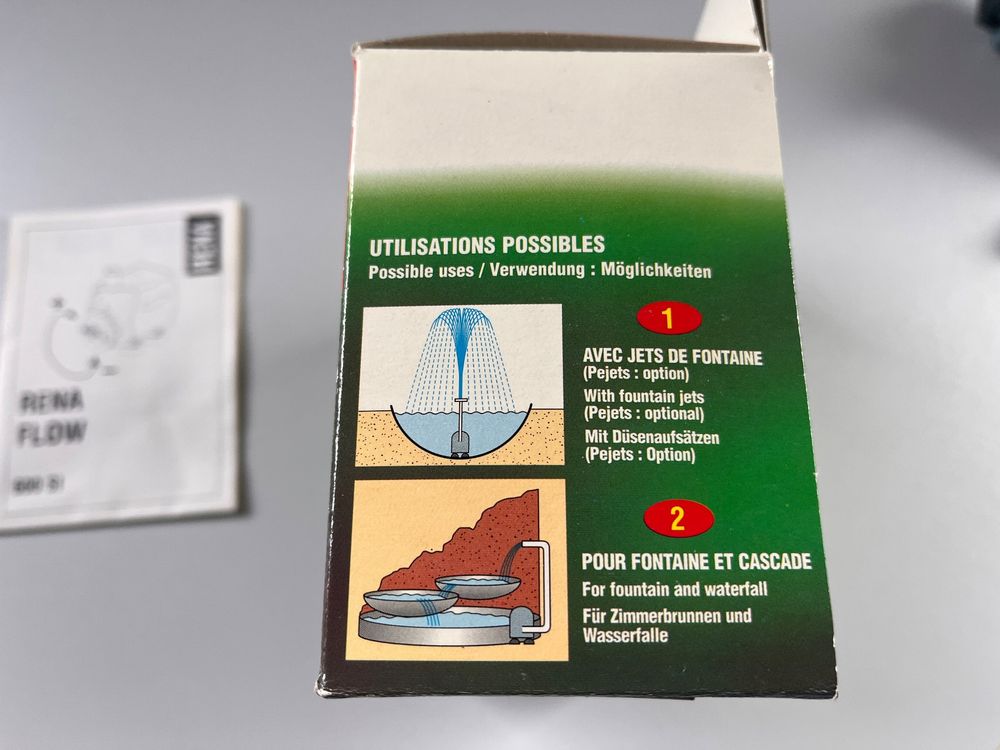 UTILISATIONS POSSIBLES
Possible uses / Verwendung : Möglichkeiten
1
AVEC JETS DE FONTAINE
(Pejets : option)
With fountain jets
(Pejets : optional)
Mit Düsenaufsätzen
(Pejets : Option)
2
POUR FONTAINE ET CASCADE
For fountain and waterfall
Für Zimmerbrunnen und
Wasserfalle
RENA
RENA
FLOW